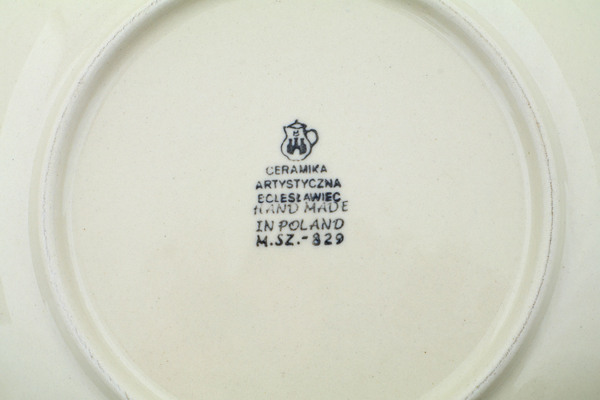 CERAMIKA
ARTYSTYCZNA
BOLESŁAWIEC
HAND MADE
IN POLAND
M.SZ.-829